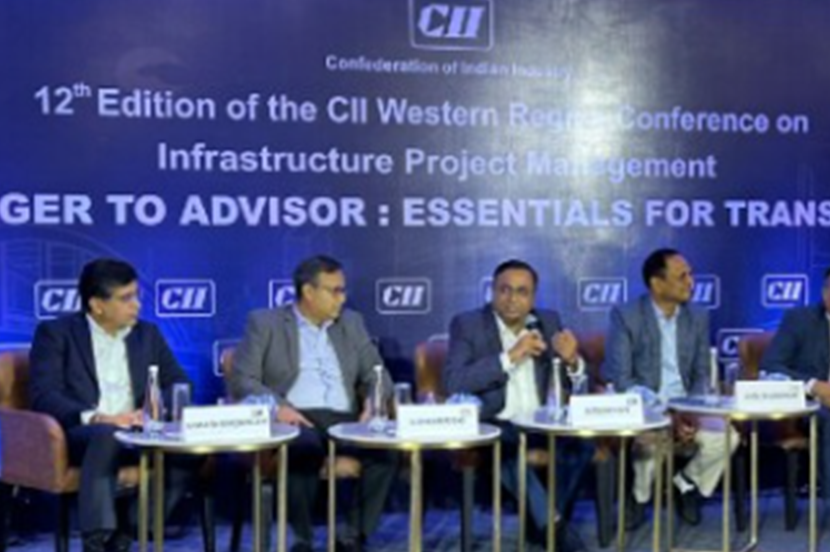 CII
Confederation of Indian Industry
12th Edition of the CII Western Region Conference on
Infrastructure Project Management
GER TO ADVISOR : ESSENTIALS FOR TRANS
CII CII CII CII CII CII
CII CII